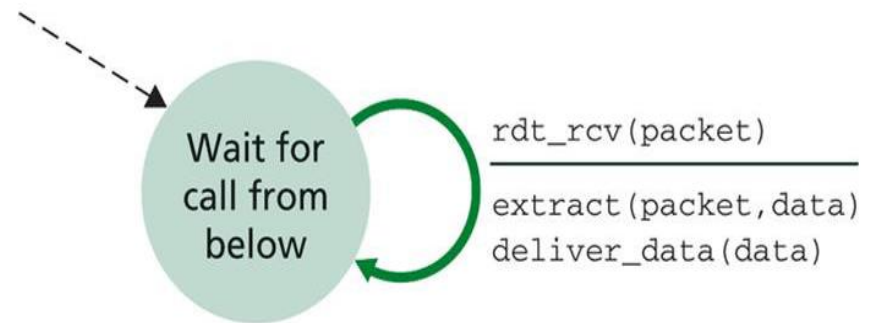 Wait for
call from
below
rdt_rcv(packet)
extract(packet,data)
deliver_data(data)